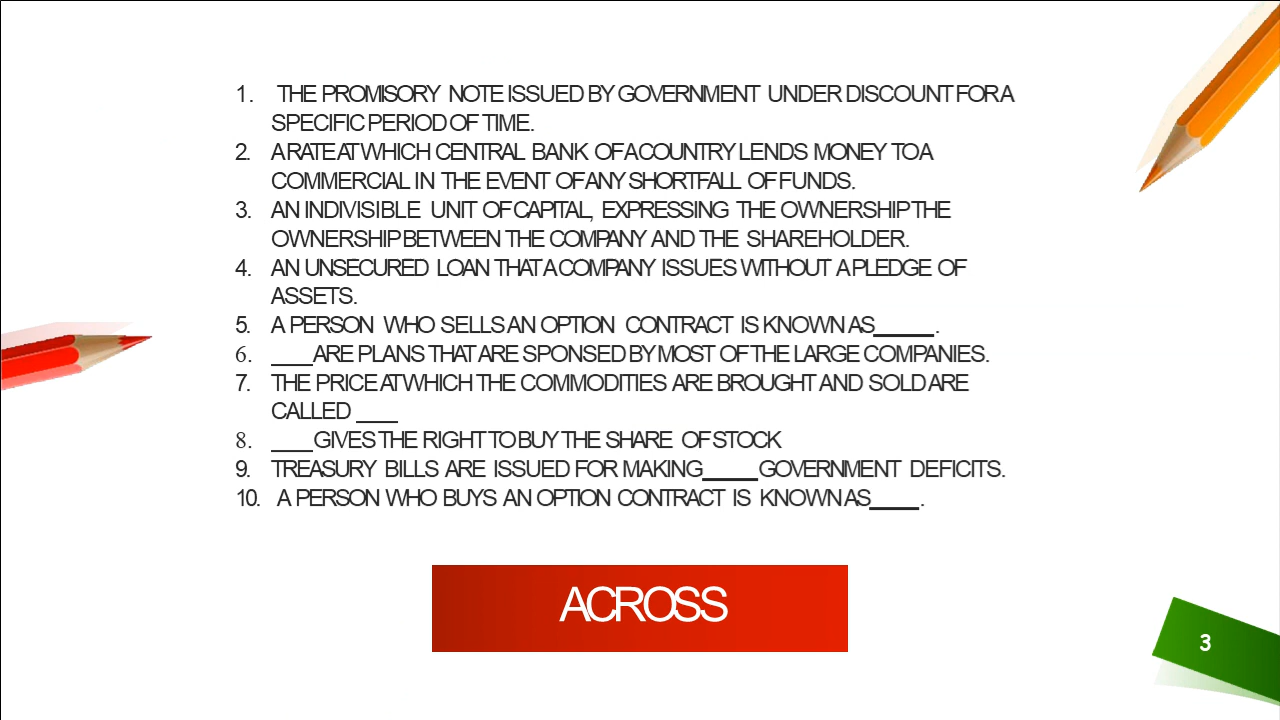 1. THE PROMISORY NOTE ISSUED BY GOVERNMENT UNDER DISCOUNT FOR A
SPECIFIC PERIOD OF TIME.
2. A RATE AT WHICH CENTRAL BANK OF A COUNTRY LENDS MONEY TO A
COMMERCIAL IN THE EVENT OF ANY SHORTFALL OF FUNDS.
3. AN INDIVISIBLE UNIT OF CAPITAL, EXPRESSING THE OWNERSHIP THE
OWNERSHIP BETWEEN THE COMPANY AND THE SHAREHOLDER.
4. AN UNSECURED LOAN THAT A COMPANY ISSUES WITHOUT A PLEDGE OF
ASSETS.
5. A PERSON WHO SELLS AN OPTION CONTRACT IS KNOWN AS_____.
6. ____ARE PLANS THAT ARE SPONSED BY MOST OF THE LARGE COMPANIES.
7. THE PRICE AT WHICH THE COMMODITIES ARE BROUGHT AND SOLD ARE
CALLED ____
8. ____GIVES THE RIGHT TO BUY THE SHARE OF STOCK
9. TREASURY BILLS ARE ISSUED FOR MAKING_____GOVERNMENT DEFICITS.
10. A PERSON WHO BUYS AN OPTION CONTRACT IS KNOWN AS____.
ACROSS
3